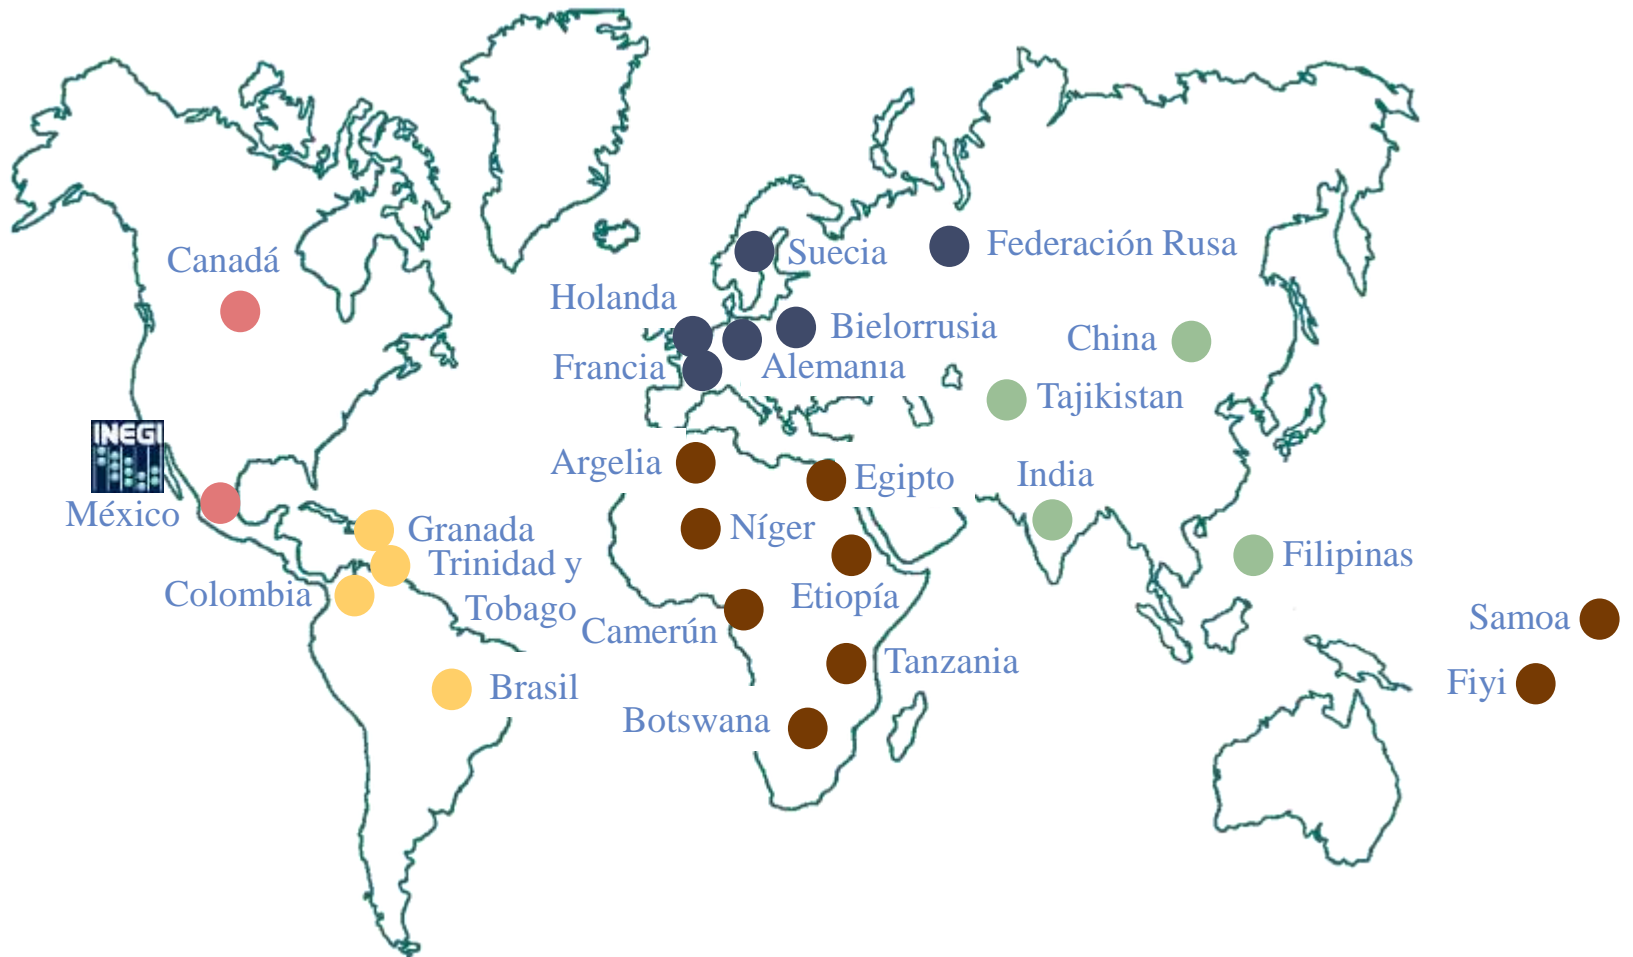 Canadá
INEGI
México
Granada
Trinidad y
Tobago
Colombia
Brasil
Suecia
Federación Rusa
Holanda
Bielorrusia
Francia
Alemania
China
Tajikistan
Argelia
Egipto
India
Níger
Filipinas
Etiopía
Camerún
Tanzania
Botswana
Samoa
Fiyi